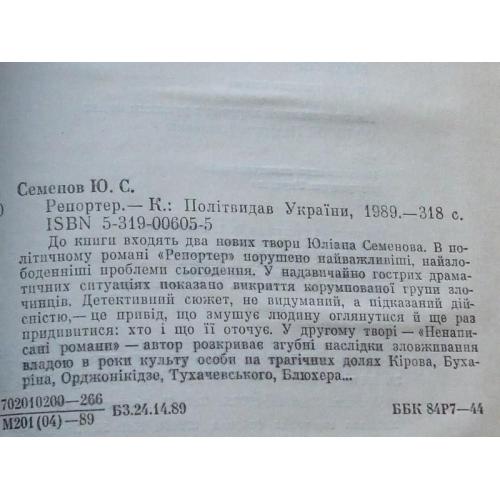 Семенов Ю. С.
Репортер.— К.: Політвидав України, 1989.—318 с.
ISBN 5-319-00605-5
До книги входять два нових твори Юліана Семенова. В по-
літичному романі «Репортер» порушено найважливіші, найзло-
боденніші проблеми сьогодення. У надзвичайно гострих драма-
тичних ситуаціях показано викриття корумпованої групи зло-
чинців. Детективний сюжет, не видуманий, а підказаний дій-
сністю,— це привід, що змушує людину оглянутися й ще раз
придивитися: хто і що її оточує. У другому творі — «Ненапи-
сані романи» — автор розкриває згубні наслідки зловживання
владою в роки культу особи на трагічних долях Кірова, Буха-
ріна, Орджонікідзе, Тухачевського, Блюхера...
702010200—266
М201(04)—89
БЗ.24.14.89
ББК 84Р7—44